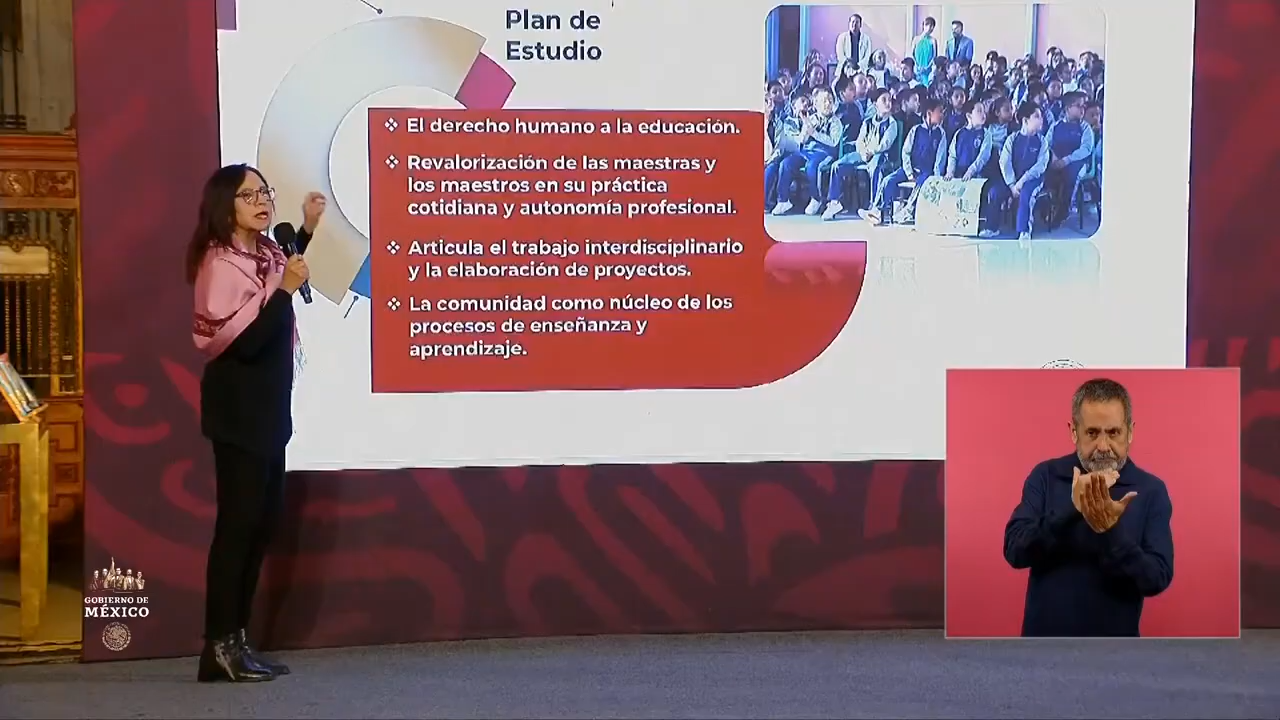 Plan de
Estudio
❖ El derecho humano a la educación.
❖ Revalorización de las maestras y
los maestros en su práctica
cotidiana y autonomía profesional.
❖ Articula el trabajo interdisciplinario
y la elaboración de proyectos.
❖ La comunidad como núcleo de los
procesos de enseñanza y
aprendizaje.
GOBIERNO DE
MÉXICO